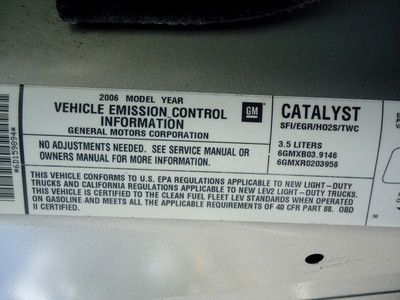 2006 MODEL YEAR
VEHICLE EMISSION CONTROL
INFORMATION
GENERAL MOTORS CORPORATION
GM
CATALYST
SFI/EGR/HO2S/TWC
NO ADJUSTMENTS NEEDED. SEE SERVICE MANUAL OR
OWNERS MANUAL FOR MORE INFORMATION.
3.5 LITERS
6GMXB03.9146
6GMXR0203958
THIS VEHICLE CONFORMS TO U.S. EPA REGULATIONS APPLICABLE TO NEW LIGHT-DUTY
TRUCKS AND CALIFORNIA REGULATIONS APPLICABLE TO NEW LEV2 LIGHT-DUTY TRUCKS.
THIS VEHICLE IS CERTIFIED TO THE CLEAN FUEL FLEET LEV STANDARDS WHEN OPERATED
ON GASOLINE AND MEETS ALL THE APPLICABLE REQUIREMENTS OF 40 CFR PART 88. OBD
II CERTIFIED.
*6D159894*